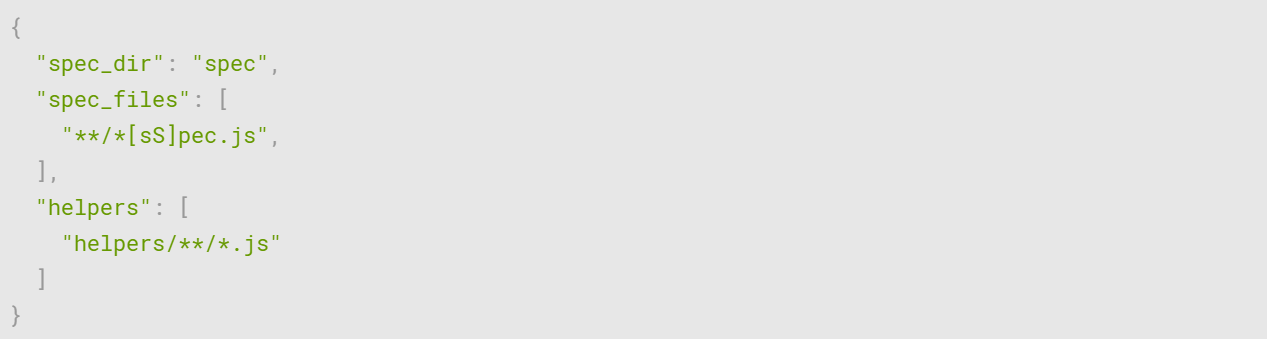 {
  "spec_dir": "spec",
  "spec_files": [
    "**/*[sS]pec.js",
  ],
  "helpers": [
    "helpers/**/*.js"
  ]
}